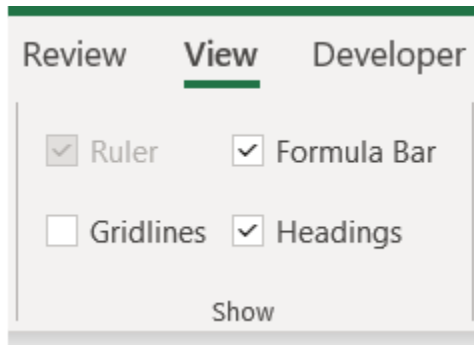 Review View Developer
Ruler Formula Bar
Gridlines Headings
Show